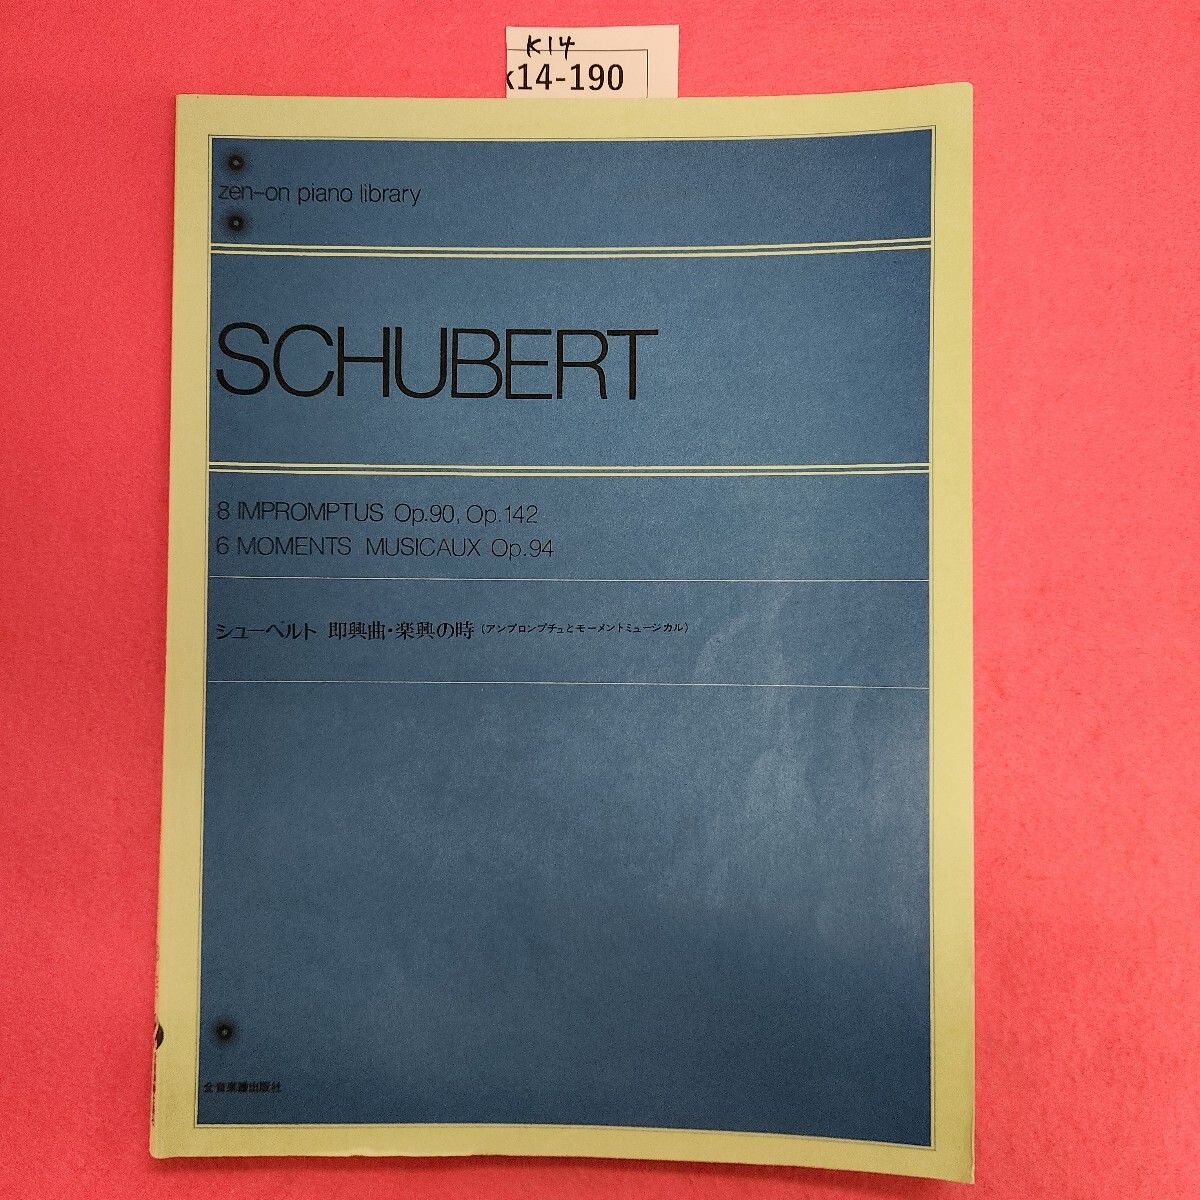 K14
k14-190
zen-on piano library
SCHUBERT
8 IMPROMPTUS Op.90, Op.142
6 MOMENTS MUSICAUX Op.94
シューベルト 即興曲・楽興の時（アンプロンプチュとモーメントミュージカル）
全音楽譜出版社